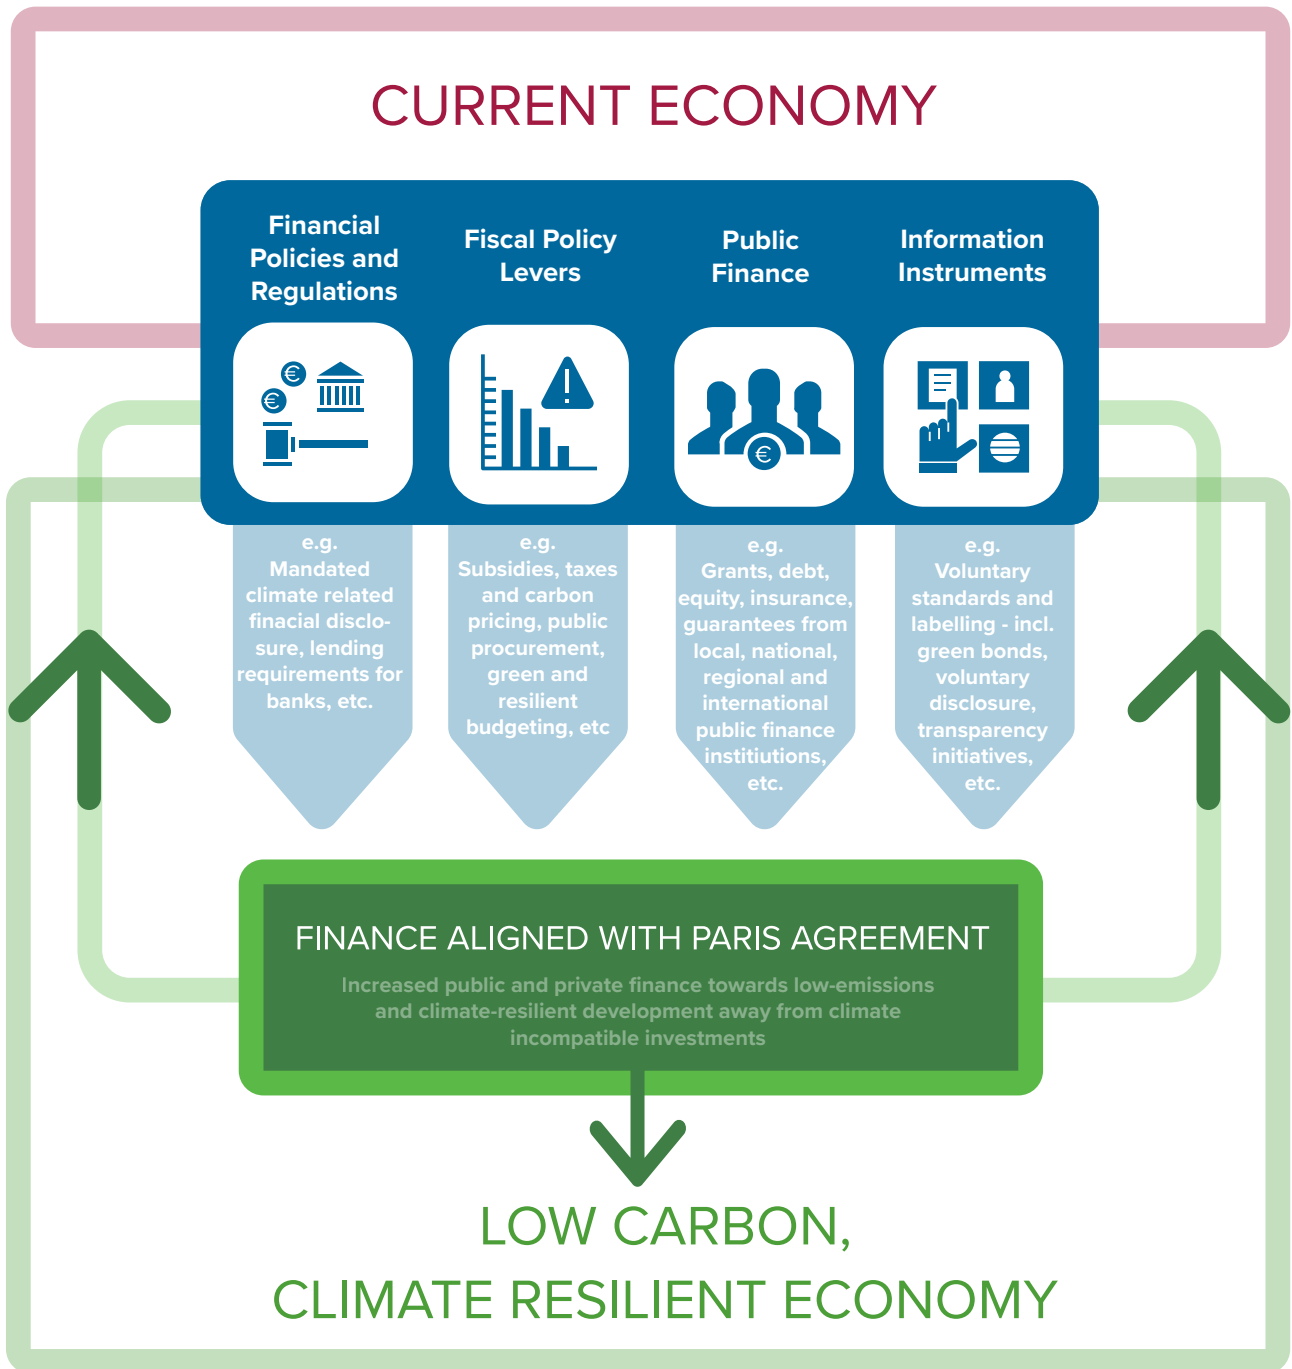 CURRENT ECONOMY
Financial
Policies and
Regulations
Fiscal Policy
Levers
Public
Finance
Information
Instruments
e.g.
Mandated
climate related
finacial disclo-
sure, lending
requirements for
banks, etc.
e.g.
Subsidies, taxes
and carbon
pricing, public
procurement,
green and
resilient
budgeting, etc
e.g.
Grants, debt,
equity, insurance,
guarantees from
local, national,
regional and
international
public finance
institiutions,
etc.
e.g.
Voluntary
standards and
labelling - incl.
green bonds,
voluntary
disclosure,
transparency
initiatives,
etc.
FINANCE ALIGNED WITH PARIS AGREEMENT
Increased public and private finance towards low-emissions
and climate-resilient development away from climate
incompatible investments
LOW CARBON,
CLIMATE RESILIENT ECONOMY